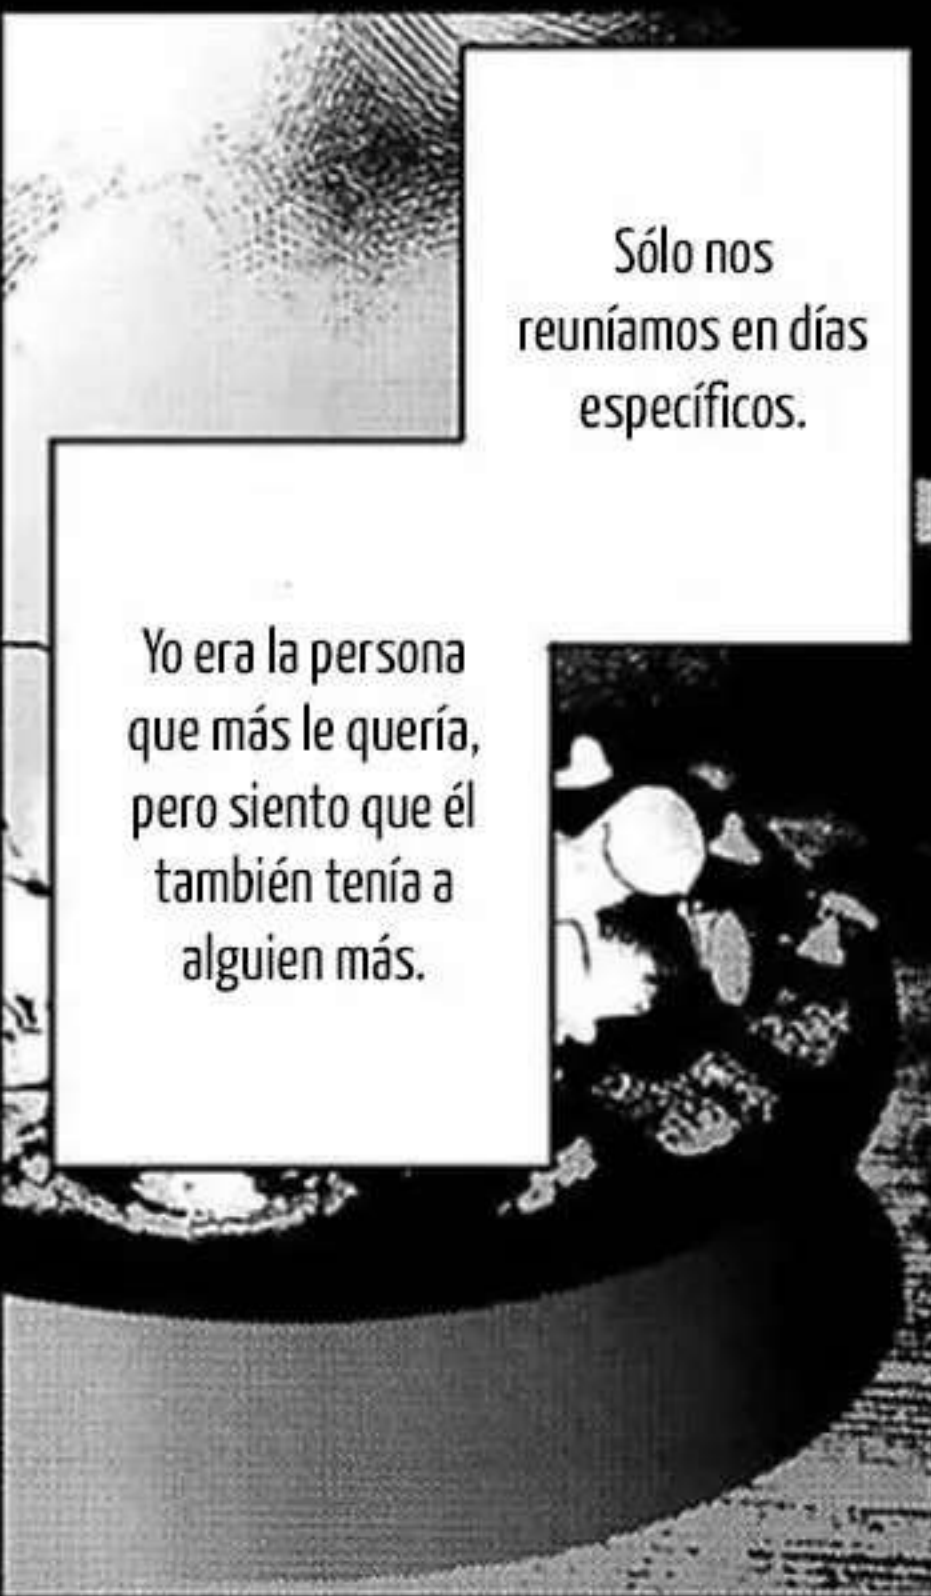 Sólo nos
reuníamos en días
específicos.
Yo era la persona
que más le quería,
pero siento que él
también tenía a
alguien más.